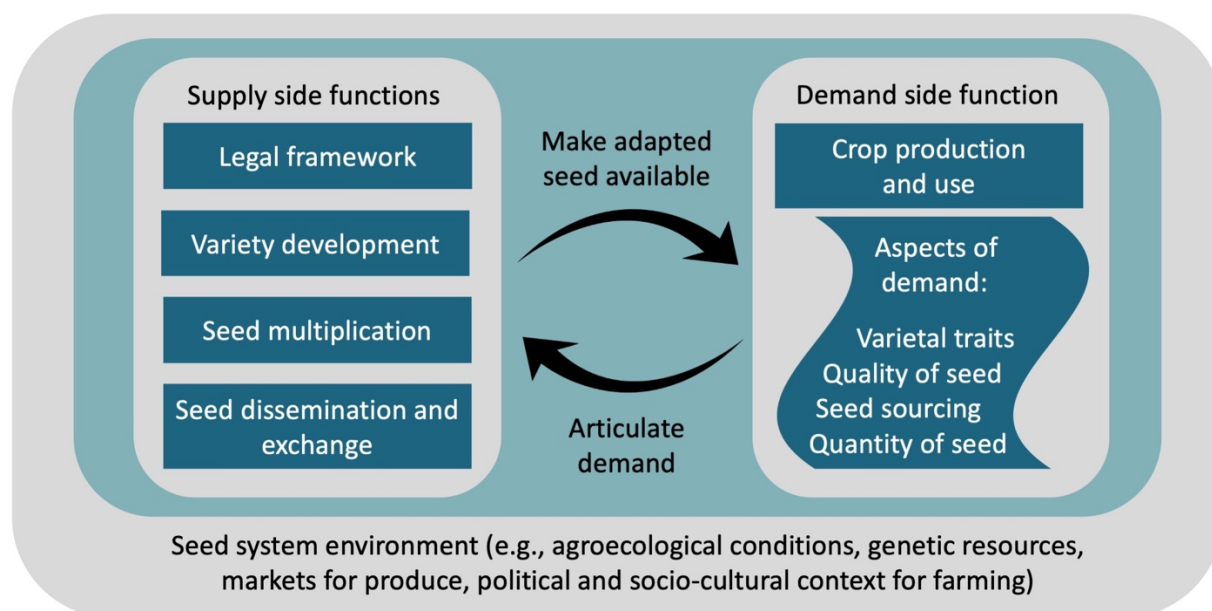 Supply side functions
Legal framework
Variety development
Seed multiplication
Seed dissemination and
exchange
Make adapted
seed available
Articulate
demand
Demand side function
Crop production
and use
Aspects of
demand:
Varietal traits
Quality of seed
Seed sourcing
Quantity of seed
Seed system environment (e.g., agroecological conditions, genetic resources,
markets for produce, political and socio-cultural context for farming)